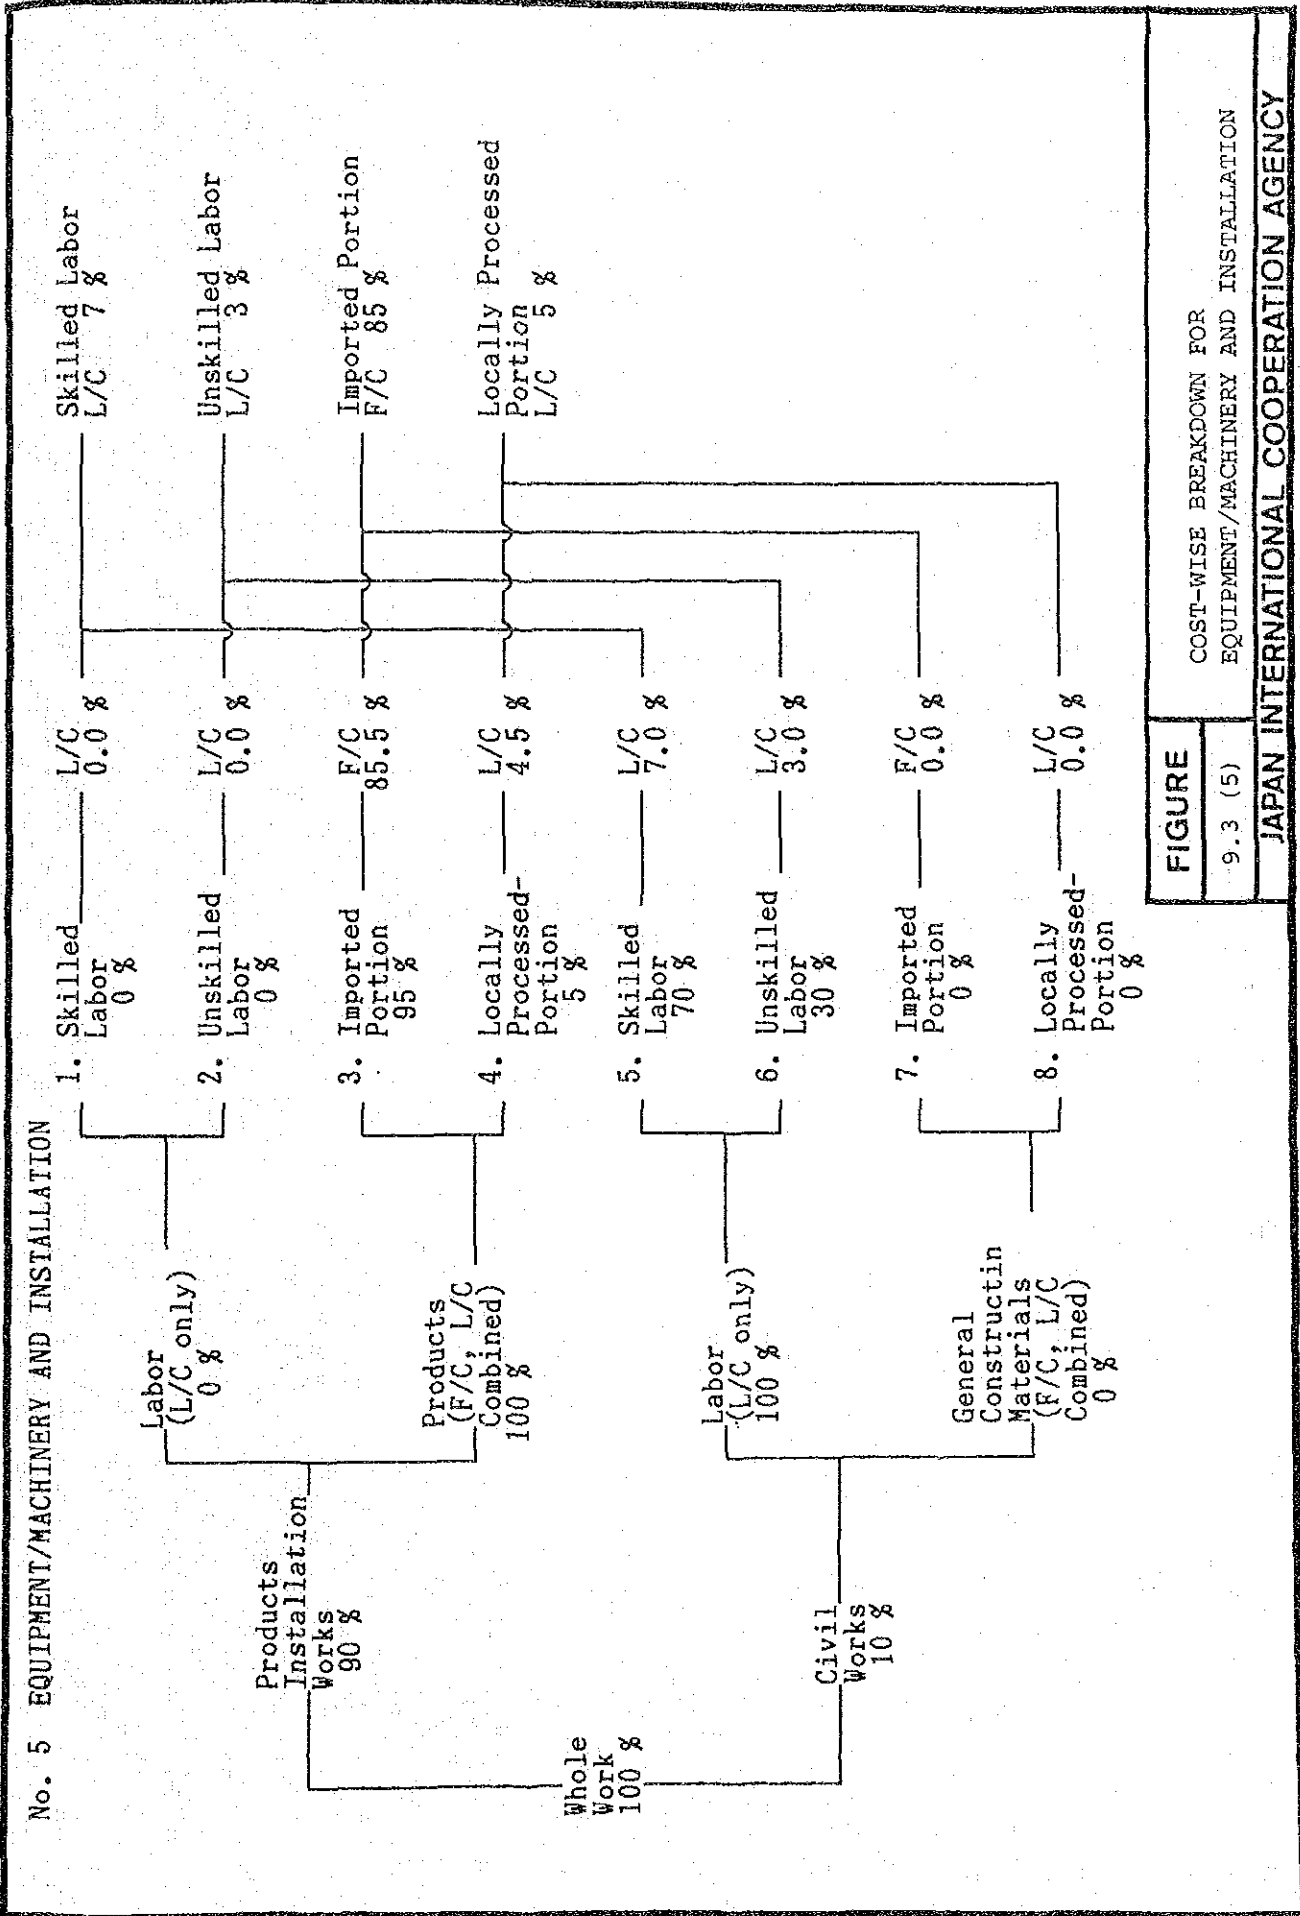 No. 5 EQUIPMENT/MACHINERY AND INSTALLATION
Whole
Work
100 %
Products
Installation
Works
90 %
Civil
Works
10 %
Labor
(L/C only)
0 %
Products
(F/C, L/C
Combined)
100 %
Labor
(L/C only)
100 %
General
Constructin
Materials
(F/C, L/C
Combined)
0 %
1. Skilled
Labor
0 %
2. Unskilled
Labor
0 %
3. Imported
Portion
95 %
4. Locally
Processed-
Portion
5 %
5. Skilled
Labor
70 %
6. Unskilled
Labor
30 %
7. Imported
Portion
0 %
8. Locally
Processed-
Portion
0 %
L/C
0.0 %
L/C
0.0 %
F/C
85.5 %
L/C
4.5 %
L/C
7.0 %
L/C
3.0 %
F/C
0.0 %
L/C
0.0 %
Skilled Labor
L/C 7 %
Unskilled Labor
L/C 3 %
Imported Portion
F/C 85 %
Locally Processed
Portion
L/C 5 %
FIGURE
9.3 (5)
COST-WISE BREAKDOWN FOR
EQUIPMENT/MACHINERY AND INSTALLATION
JAPAN INTERNATIONAL COOPERATION AGENCY